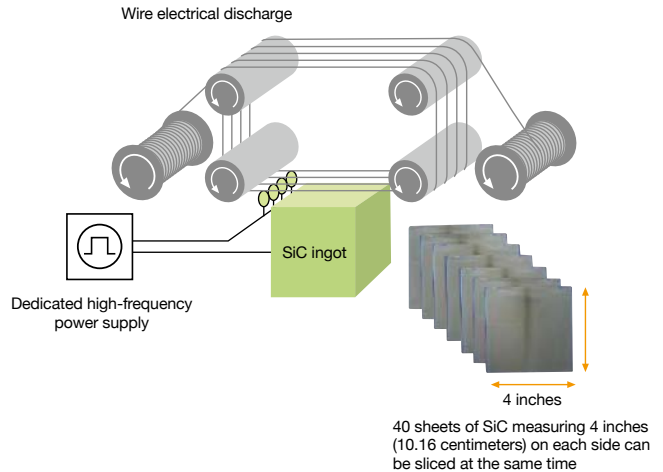 Wire electrical discharge
SiC ingot
Dedicated high-frequency
power supply
4 inches
40 sheets of SiC measuring 4 inches
(10.16 centimeters) on each side can
be sliced at the same time